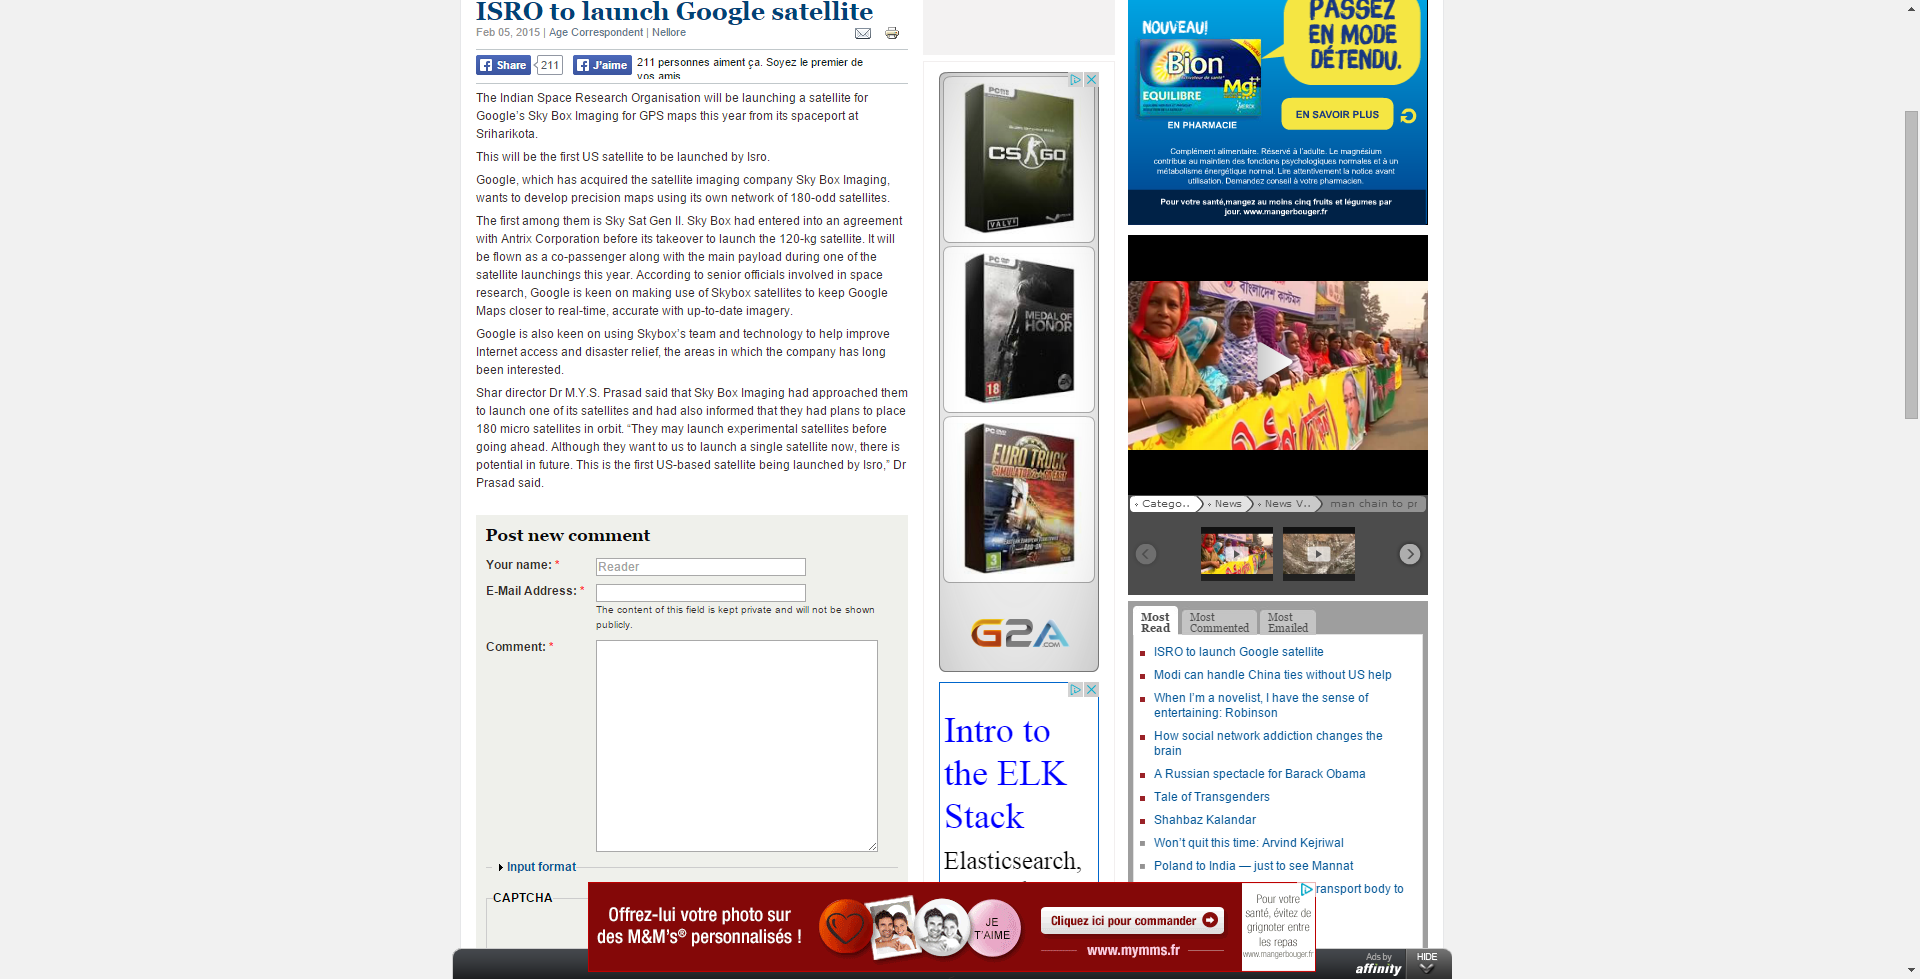 ISRO to launch Google satellite
Feb 05, 2015 | Age Correspondent | Nellore
Share 211 J'aime 211 personnes aiment ça. Soyez le premier de
vos amis
The Indian Space Research Organisation will be launching a satellite for
Google's Sky Box Imaging for GPS maps this year from its spaceport at
Sriharikota.
This will be the first US satellite to be launched by Isro.
Google, which has acquired the satellite imaging company Sky Box Imaging,
wants to develop precision maps using its own network of 180-odd satellites.
The first among them is Sky Sat Gen II. Sky Box had entered into an agreement
with Antrix Corporation before its takeover to launch the 120-kg satellite. It will
be flown as a co-passenger along with the main payload during one of the
satellite launchings this year. According to senior officials involved in space
research, Google is keen on making use of Skybox satellites to keep Google
Maps closer to real-time, accurate with up-to-date imagery.
Google is also keen on using Skybox's team and technology to help improve
Internet access and disaster relief, the areas in which the company has long
been interested.
Shar director Dr M.Y.S. Prasad said that Sky Box Imaging had approached them
to launch one of its satellites and had also informed that they had plans to place
180 micro satellites in orbit. “They may launch experimental satellites before
going ahead. Although they want to us to launch a single satellite now, there is
potential in future. This is the first US-based satellite being launched by Isro,” Dr
Prasad said.
Post new comment
Your name: *
Reader
E-Mail Address: *
The content of this field is kept private and will not be shown
publicly.
Comment: *
Input format
CAPTCHA
PC
CS GO
VALVE
PC
MEDAL OF
HONOR
18
PC DVD
EURO TRUCK
SIMULATOR 2
ADD-ON
3
G2A
.COM
Intro to
the ELK
Stack
Elasticsearch,
PASSEZ
EN MODE
DÉTENDU.
NOUVEAU!
Bion
Mg++
EQUILIBRE
MERCK
EN PHARMACIE
EN SAVOIR PLUS
Complément alimentaire. Réservé à l'adulte. Le magnésium
contribue au maintien des fonctions psychologiques normales et à un
métabolisme énergétique normal. Lire attentivement la notice avant
utilisation. Demandez conseil à votre pharmacien.
Pour votre santé,mangez au moins cinq fruits et légumes par
jour. www.mangerbouger.fr
বাংলাদেশ কাস্টমস
Catego.. News News V.. man chain to pr
Most
Read
Most
Commented
Most
Emailed
ISRO to launch Google satellite
Modi can handle China ties without US help
When I'm a novelist, I have the sense of
entertaining: Robinson
How social network addiction changes the
brain
A Russian spectacle for Barack Obama
Tale of Transgenders
Shahbaz Kalandar
Won't quit this time: Arvind Kejriwal
Poland to India — just to see Mannat
ransport body to
Offrez-lui votre photo sur
des M&M's® personnalisés !
JE
T'AIME
Cliquez ici pour commander
www.mymms.fr
Pour votre
santé, évitez de
grignoter entre
les repas
www.mangerbouger.fr
Ads by
affinity
HIDE